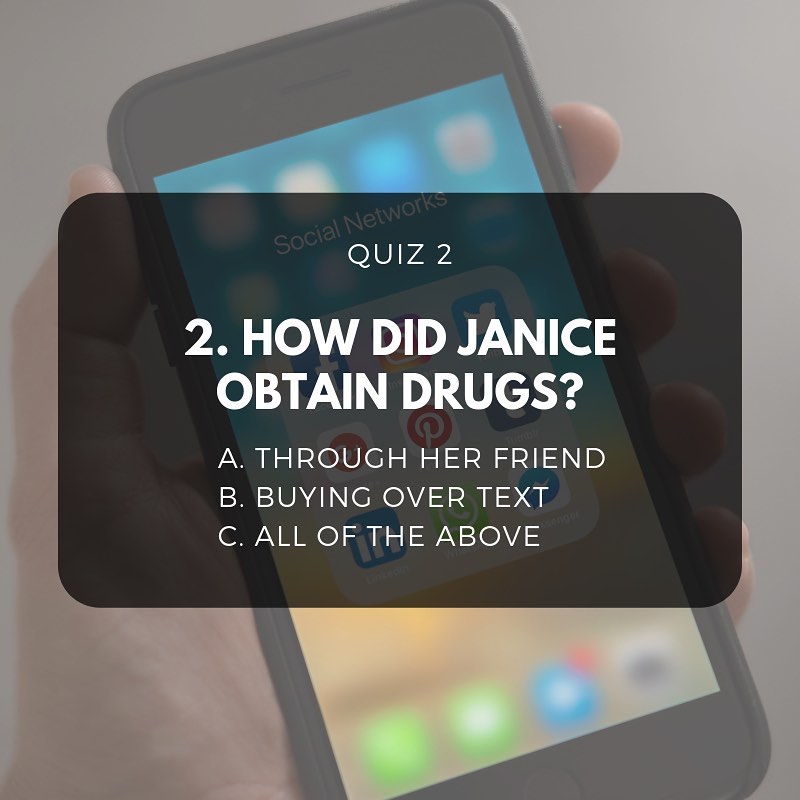 Social Networks
QUIZ 2
2. HOW DID JANICE
OBTAIN DRUGS?
A. THROUGH HER FRIEND
B. BUYING OVER TEXT
C. ALL OF THE ABOVE
LinkedIn